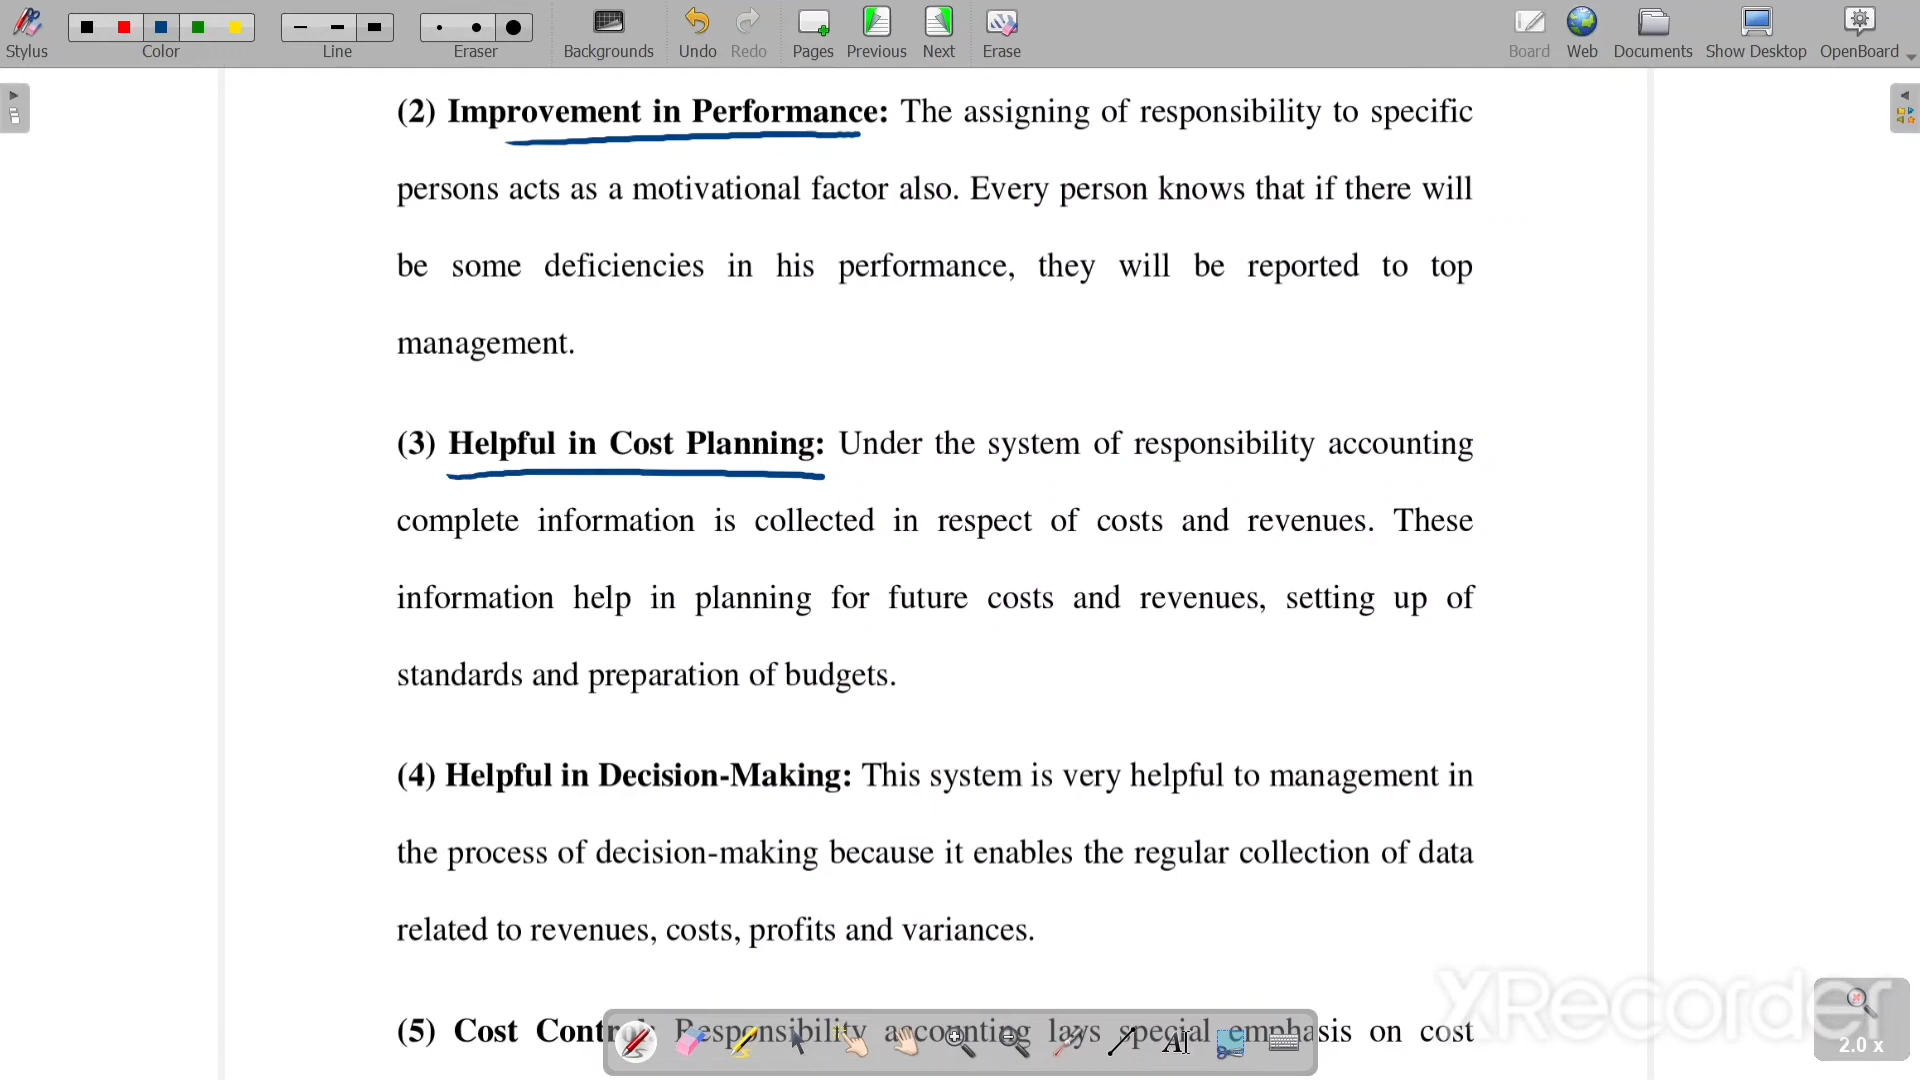 Stylus Color Line Eraser Backgrounds Undo Redo Pages Previous Next Erase Board Web Documents Show Desktop OpenBoard
(2) Improvement in Performance: The assigning of responsibility to specific
persons acts as a motivational factor also. Every person knows that if there will
be some deficiencies in his performance, they will be reported to top
management.
(3) Helpful in Cost Planning: Under the system of responsibility accounting
complete information is collected in respect of costs and revenues. These
information help in planning for future costs and revenues, setting up of
standards and preparation of budgets.
(4) Helpful in Decision-Making: This system is very helpful to management in
the process of decision-making because it enables the regular collection of data
related to revenues, costs, profits and variances.
(5) Cost Control: Responsibility accounting lays special emphasis on cost
XRecorder
2.0 x